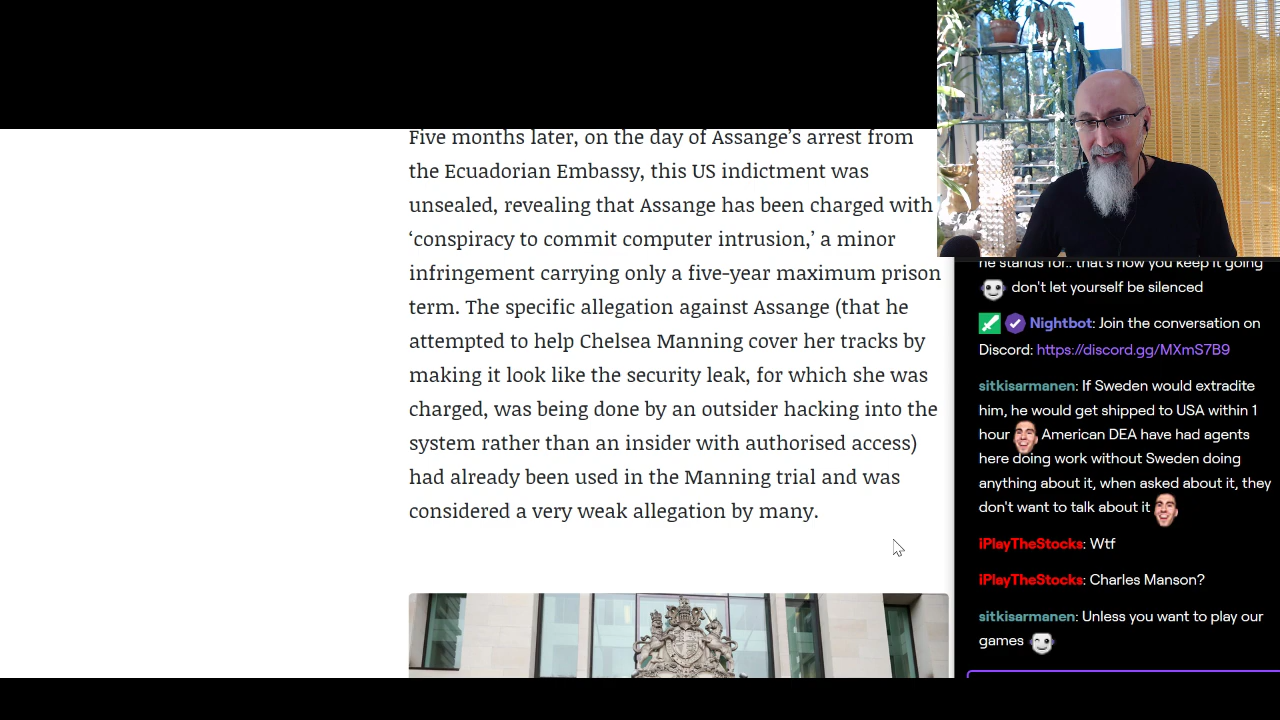 Five months later, on the day of Assange’s arrest from
the Ecuadorian Embassy, this US indictment was
unsealed, revealing that Assange has been charged with
‘conspiracy to commit computer intrusion,’ a minor
infringement carrying only a five-year maximum prison
term. The specific allegation against Assange (that he
attempted to help Chelsea Manning cover her tracks by
making it look like the security leak, for which she was
charged, was being done by an outsider hacking into the
system rather than an insider with authorised access)
had already been used in the Manning trial and was
considered a very weak allegation by many.
he stands for.. that's how you keep it going
don't let yourself be silenced
Nightbot: Join the conversation on
Discord: https://discord.gg/MXmS7B9
sitkisarmanen: If Sweden would extradite
him, he would get shipped to USA within 1
hour American DEA have had agents
here doing work without Sweden doing
anything about it, when asked about it, they
don't want to talk about it
iPlayTheStocks: Wtf
iPlayTheStocks: Charles Manson?
sitkisarmanen: Unless you want to play our
games